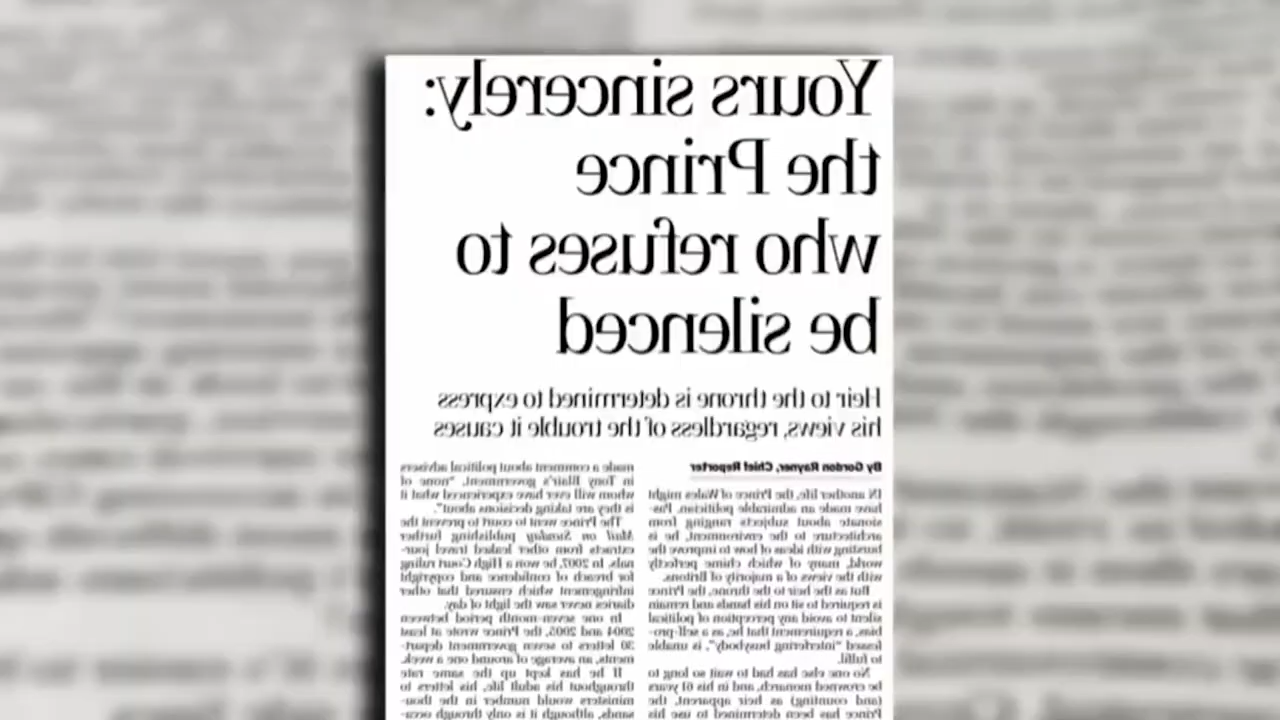 Yours sincerely:
the Prince
who refuses to
be silenced
Heir to the throne is determined to express
his views, regardless of the trouble it causes
By Gordon Rayner, Chief Reporter
IN another life, the Prince of Wales might
have made an admirable politician. Pas-
sionate about subjects ranging from
architecture to the environment, he is
bursting with ideas of how to improve the
world, many of which chime perfectly
with the views of a majority of Britons.
But as the heir to the throne, the Prince
is required to sit on his hands and remain
silent to avoid any perception of political
bias, a requirement that he, as a self-pro-
fessed "interfering busybody", is unable
to fulfil.
No one else has had to wait so long to
be crowned monarch, and in his 61 years
(and counting) as heir apparent, the
Prince has been determined to use his
made a comment about political advisers
in Tony Blair's government, "none of
whom will ever have experienced what it
is they are taking decisions about".
The Prince went to court to prevent the
Mail on Sunday publishing further
extracts from other leaked travel jour-
nals. In 2007, he won a High Court ruling
for breach of confidence and copyright
infringement which ensured that other
diaries never saw the light of day.
In one seven-month period between
2004 and 2005, the Prince wrote at least
30 letters to seven government depart-
ments, an average of around one a week.
If he has kept up the same rate
throughout his adult life, his letters to
ministers would number in the thou-
sands, although it is only through occa-